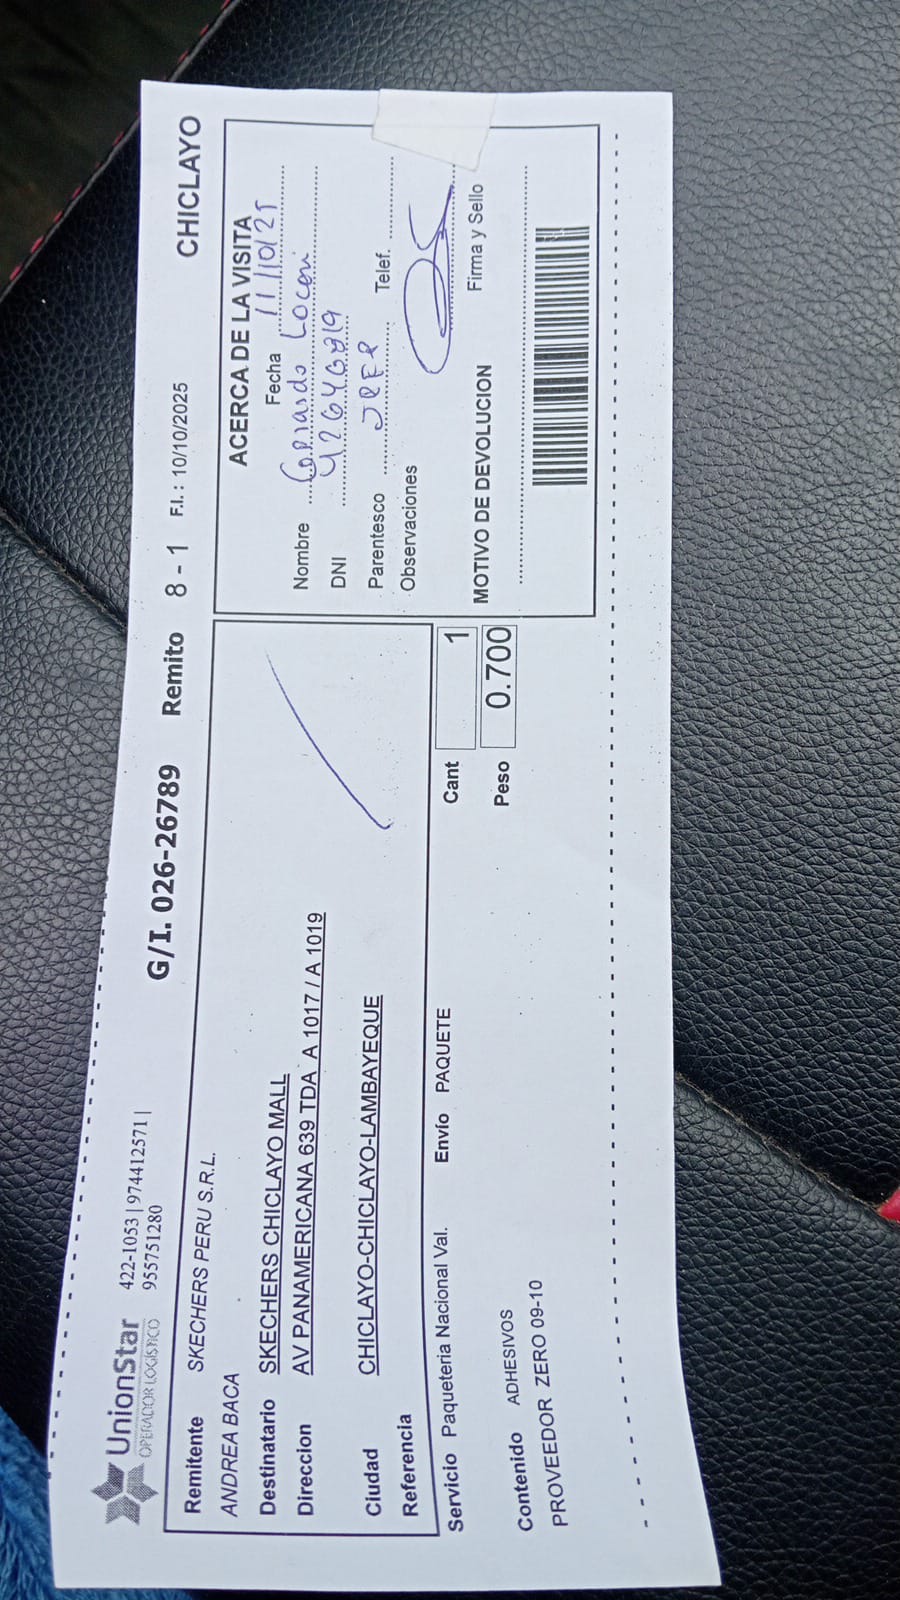 UnionStar
OPERADOR LOGÍSTICO
422-1053 | 974412571 |
955751280
G/I. 026-26789 Remito 8 - 1 F.I. : 10/10/2025 CHICLAYO
Remitente SKECHERS PERU S.R.L.
ANDREA BACA
Destinatario SKECHERS CHICLAYO MALL
Direccion AV PANAMERICANA 639 TDA A 1017 / A 1019
Ciudad CHICLAYO-CHICLAYO-LAMBAYEQUE
Referencia
Servicio Paqueteria Nacional Val. Envío PAQUETE Cant 1
Peso 0.700
Contenido ADHESIVOS
PROVEEDOR ZERO 09-10
ACERCA DE LA VISITA
Fecha 11/10/25
Nombre
DNI
Parentesco Telef.
Observaciones
Firma y Sello
MOTIVO DE DEVOLUCION